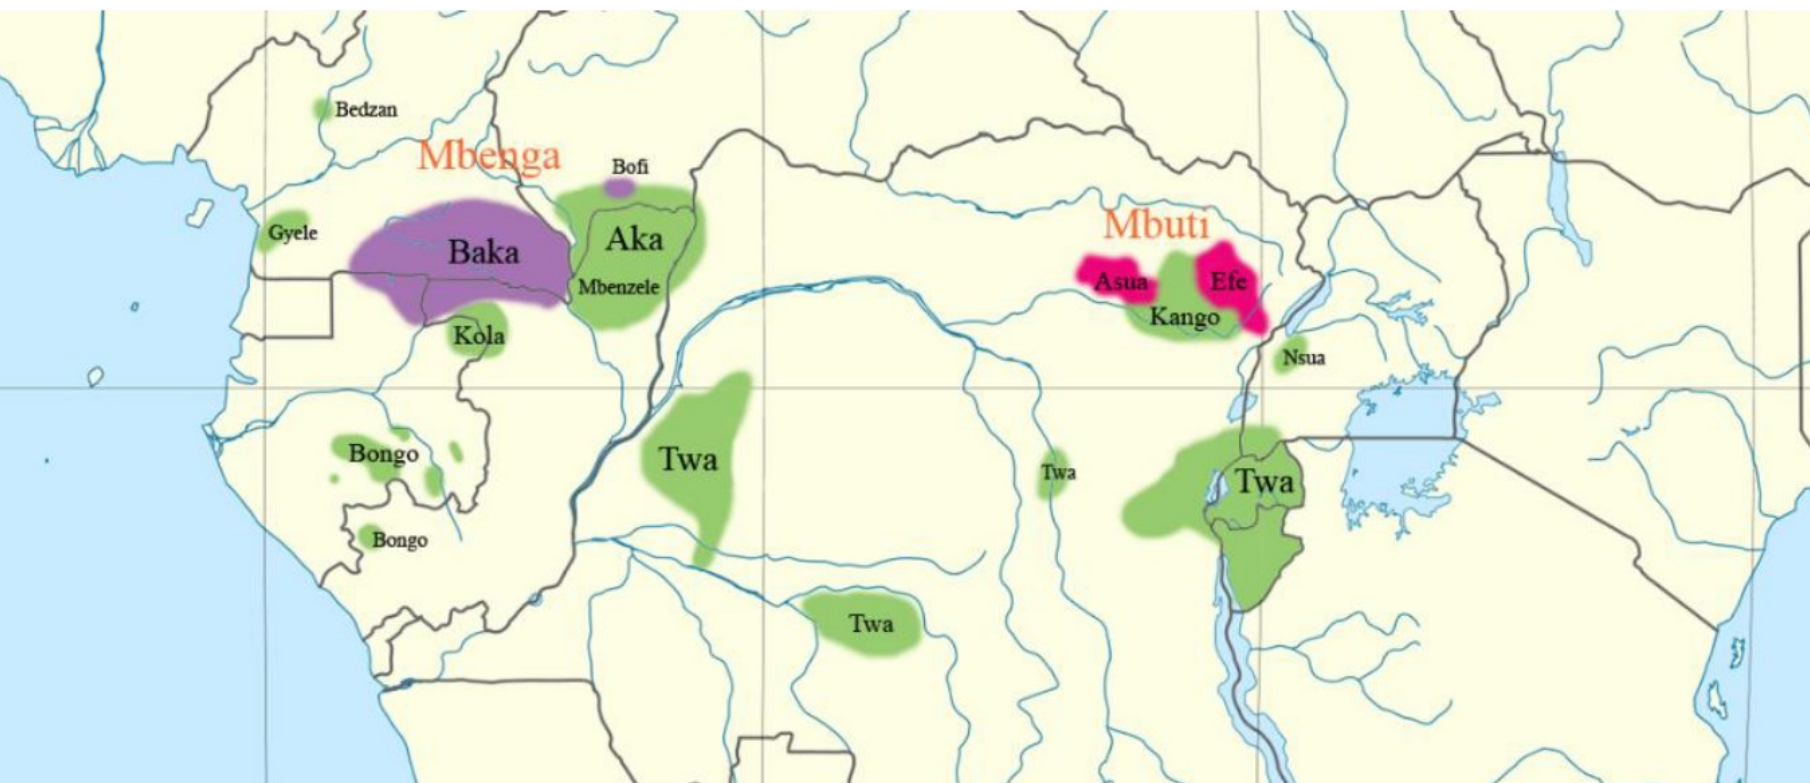 Bedzan
Mbenga
Bofi
Gyele
Baka
Aka
Mbenzele
Kola
Mbuti
Asua
Efe
Kango
Nsua
Bongo
Twa
Twa
Twa
Bongo
Twa